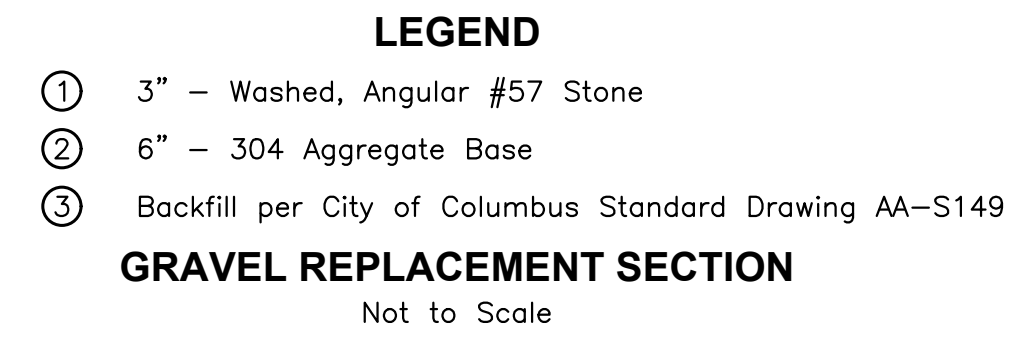 LEGEND
1 3” – Washed, Angular #57 Stone
2 6” – 304 Aggregate Base
3 Backfill per City of Columbus Standard Drawing AA–S149
GRAVEL REPLACEMENT SECTION
Not to Scale